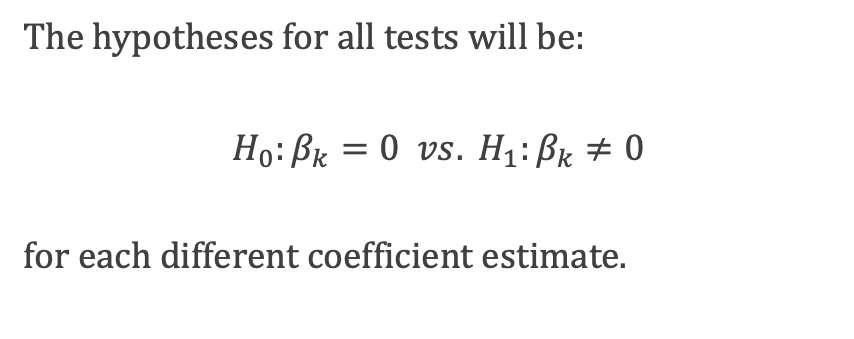 The hypotheses for all tests will be:
H₀: βₖ = 0 vs. H₁: βₖ ≠ 0
for each different coefficient estimate.